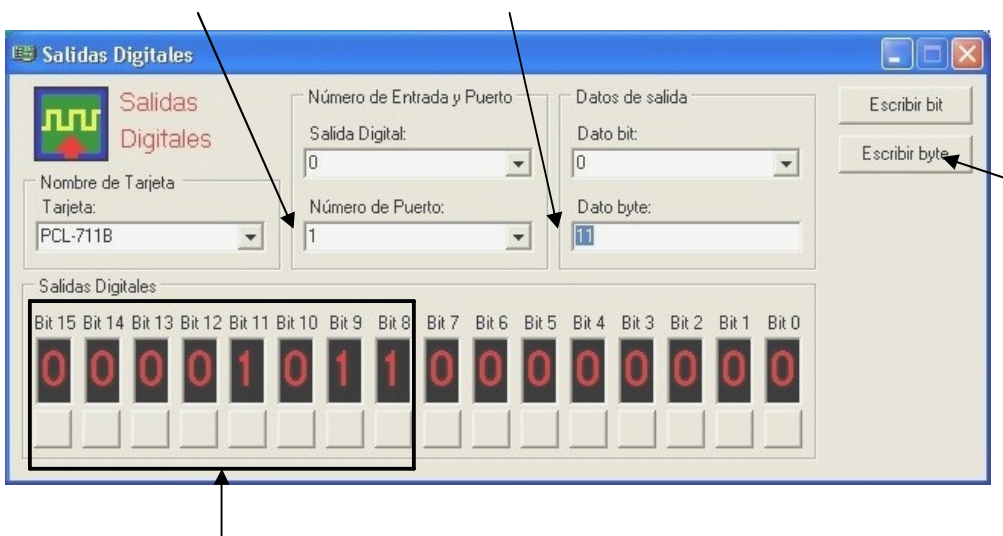 Salidas Digitales
Salidas
Digitales
Nombre de Tarjeta
Tarjeta:
PCL-711B
Número de Entrada y Puerto
Salida Digital:
0
Número de Puerto:
1
Datos de salida
Dato bit:
0
Dato byte:
11
Escribir bit
Escribir byte
Salidas Digitales
Bit 15 Bit 14 Bit 13 Bit 12 Bit 11 Bit 10 Bit 9 Bit 8 Bit 7 Bit 6 Bit 5 Bit 4 Bit 3 Bit 2 Bit 1 Bit 0
0 0 0 0 1 0 1 1 0 0 0 0 0 0 0 0